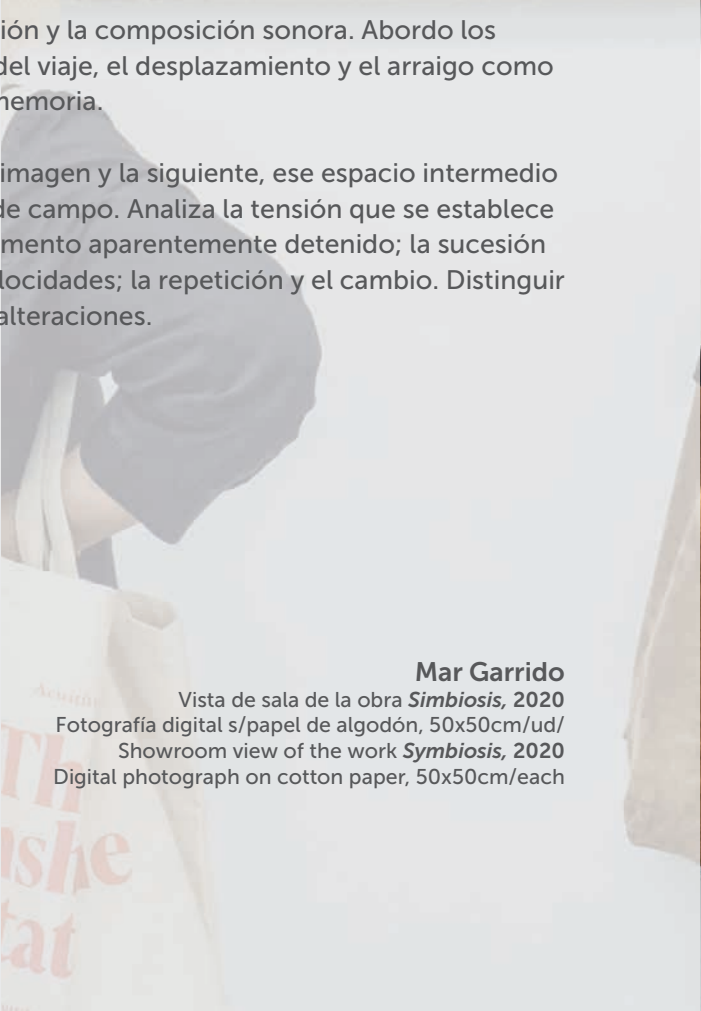 ión y la composición sonora. Abordo los
del viaje, el desplazamiento y el arraigo como
memoria.
imagen y la siguiente, ese espacio intermedio
de campo. Analiza la tensión que se establece
mento aparentemente detenido; la sucesión
locidades; la repetición y el cambio. Distinguir
alteraciones.
Mar Garrido
Vista de sala de la obra Simbiosis, 2020
Fotografía digital s/papel de algodón, 50x50cm/ud/
Showroom view of the work Symbiosis, 2020
Digital photograph on cotton paper, 50x50cm/each
Th
nshe
tat